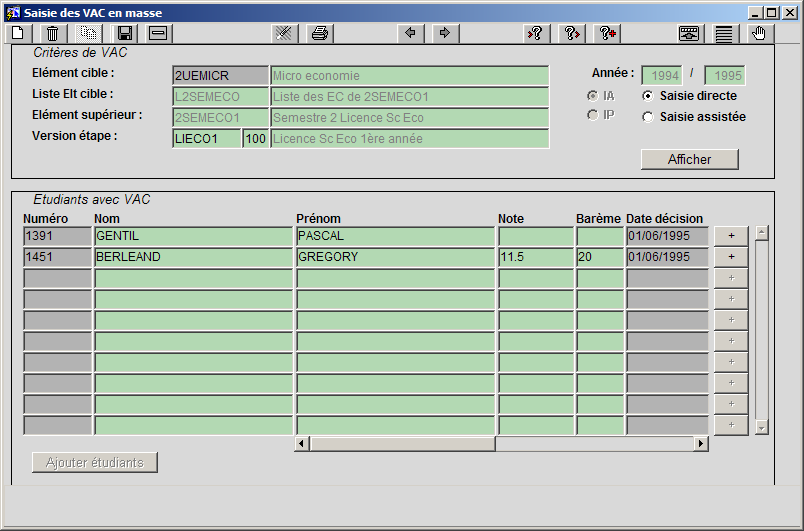 Saisie des VAC en masse
Critères de VAC
Elément cible : 2UEMICR Micro economie Année : 1994 / 1995
Liste Elt cible : L2SEMECO Liste des EC de 2SEMECO1 IA Saisie directe
Elément supérieur : 2SEMECO1 Semestre 2 Licence Sc Eco IP Saisie assistée
Version étape : LIECO1 100 Licence Sc Eco 1ère année
Afficher
Etudiants avec VAC
Numéro Nom Prénom Note Barème Date décision
1391 GENTIL PASCAL 01/06/1995 +
1451 BERLEAND GREGORY 11.5 20 01/06/1995 +
+
+
+
+
+
+
+
+
Ajouter étudiants